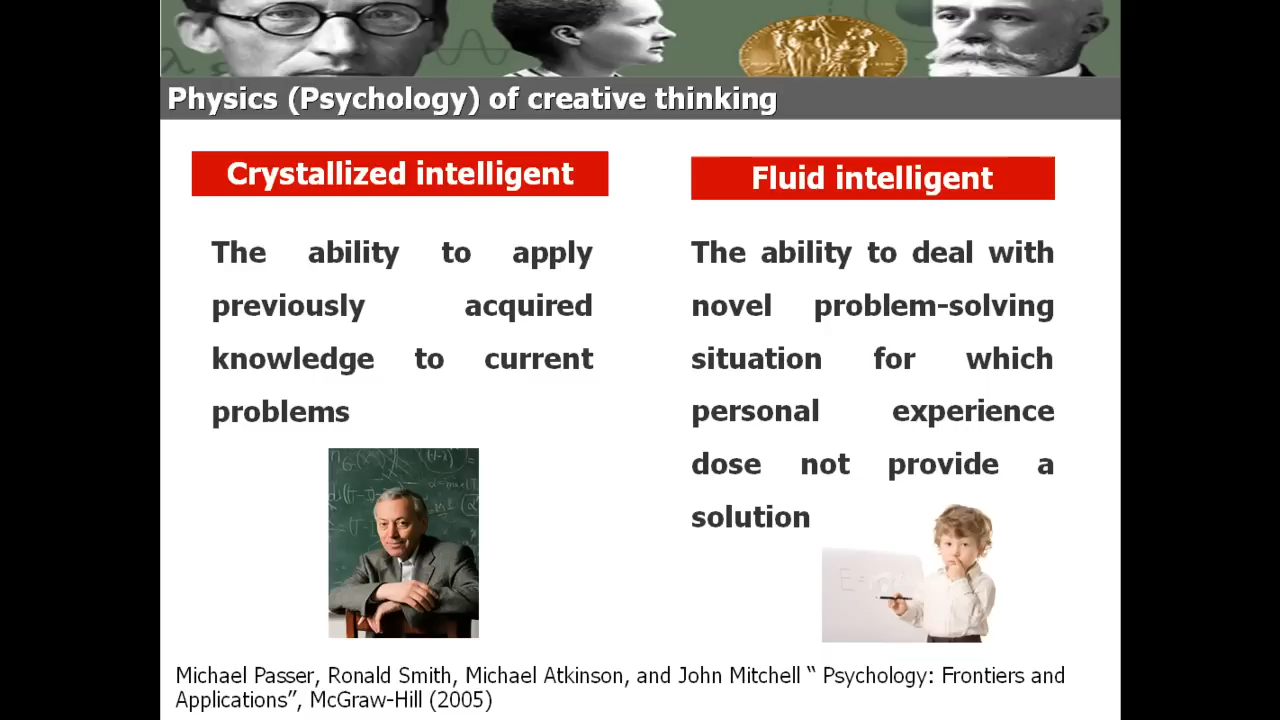 Physics (Psychology) of creative thinking
Crystallized intelligent
The ability to apply
previously acquired
knowledge to current
problems
Fluid intelligent
The ability to deal with
novel problem-solving
situation for which
personal experience
dose not provide a
solution
Michael Passer, Ronald Smith, Michael Atkinson, and John Mitchell “ Psychology: Frontiers and
Applications”, McGraw-Hill (2005)